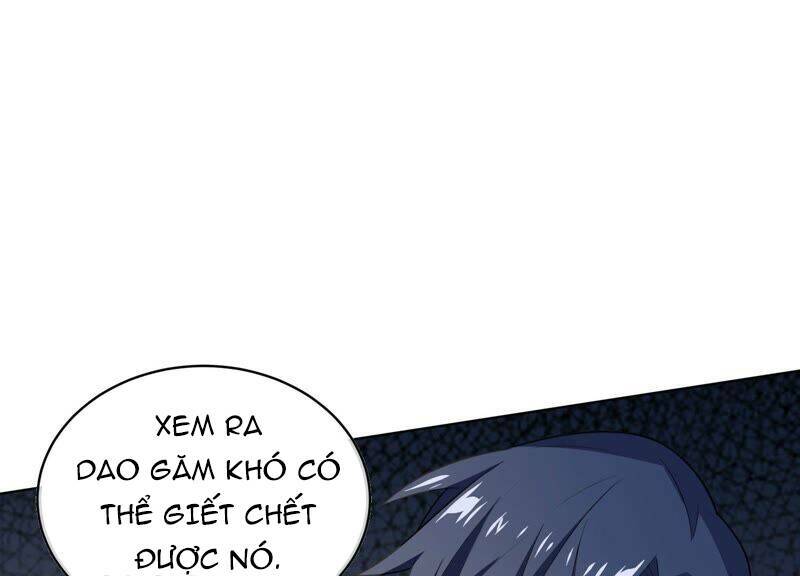 XEM RA
DAO GĂM KHÓ CÓ
THỂ GIẾT CHẾT
ĐƯỢC NÓ.